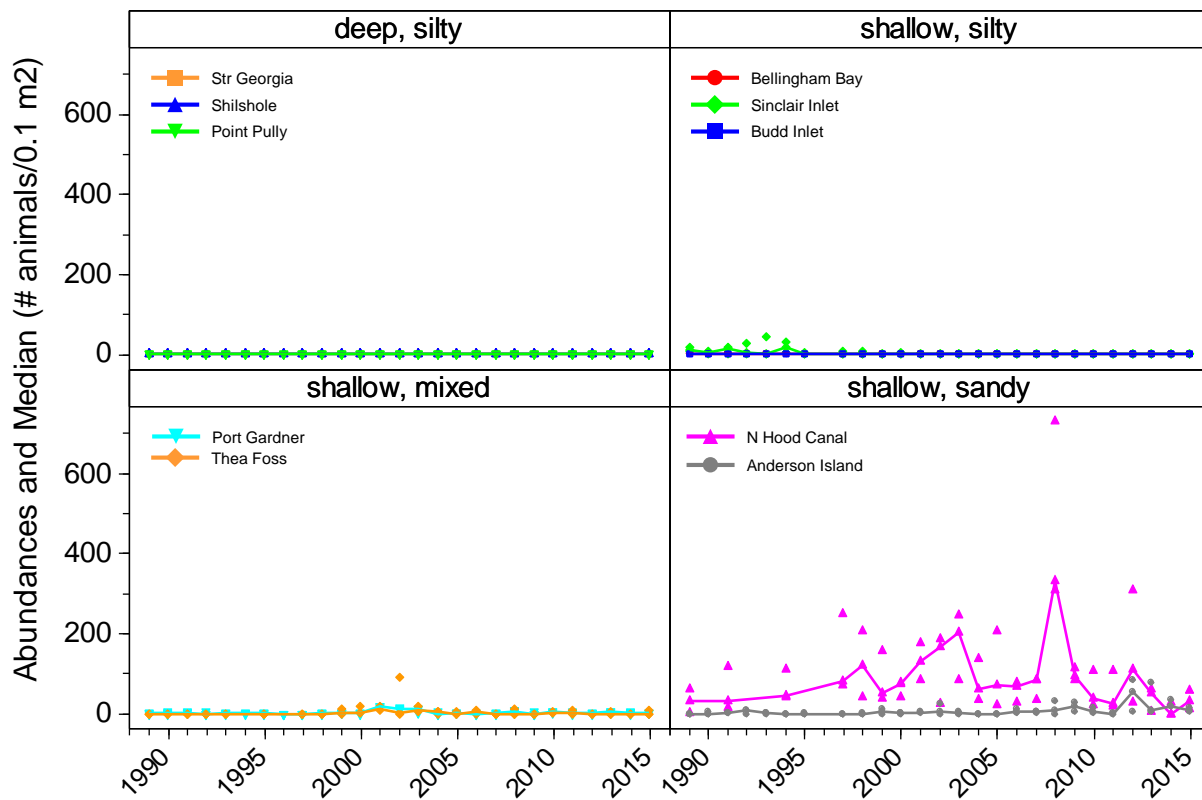 Abundances and Median (# animals/0.1 m2)
deep, silty
shallow, silty
600
400
200
0
Str Georgia
Shilshole
Point Pully
Bellingham Bay
Sinclair Inlet
Budd Inlet
shallow, mixed
shallow, sandy
600
400
200
0
Port Gardner
Thea Foss
N Hood Canal
Anderson Island
1990
1995
2000
2005
2010
2015
1990
1995
2000
2005
2010
2015